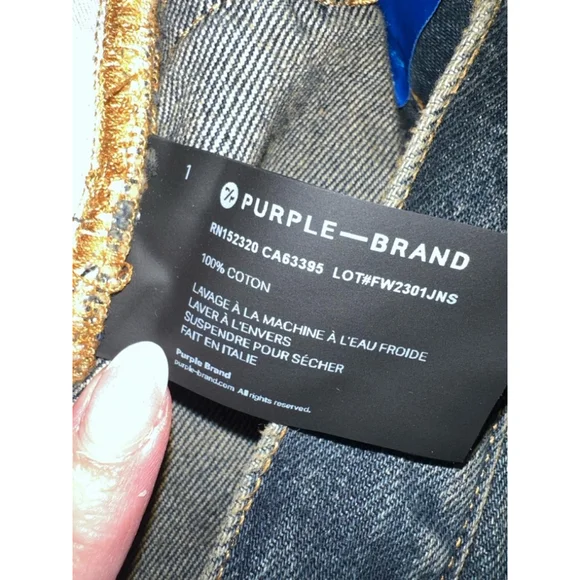 1
PURPLE—BRAND
RN152320 CA63395 LOT#FW2301JNS
100% COTON
LAVAGE À LA MACHINE À L'EAU FROIDE
LAVER À L'ENVERS
SUSPENDRE POUR SÉCHER
FAIT EN ITALIE
Purple Brand
purple-brand.com All rights reserved.